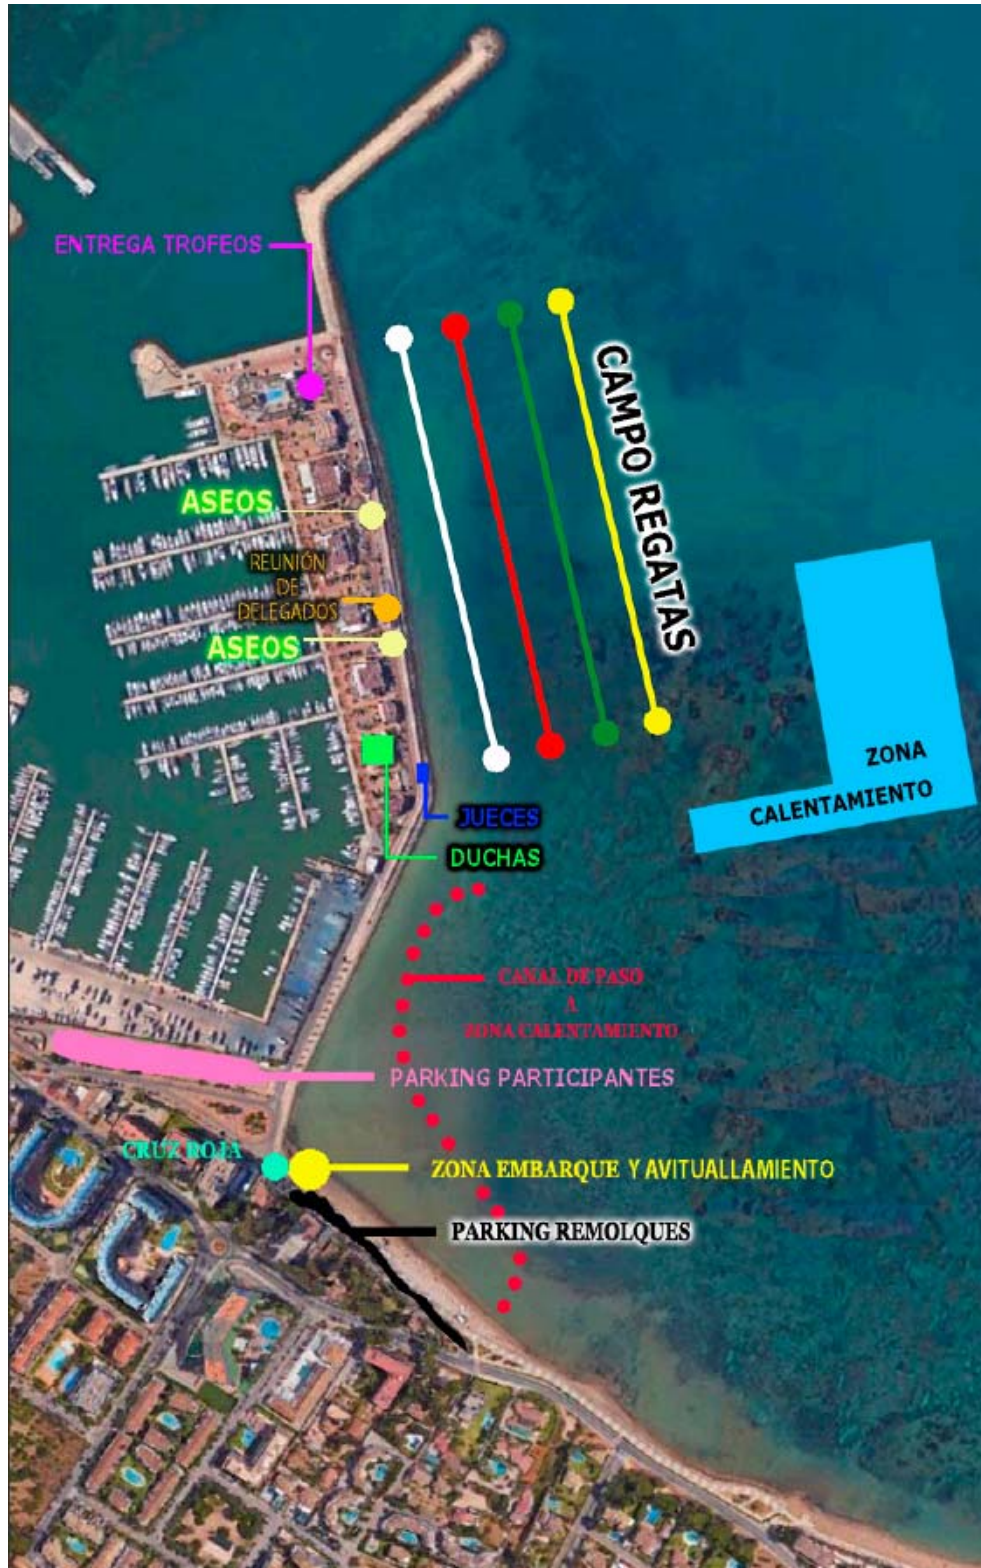 ENTREGA TROFEOS
CAMPO REGATAS
ASEOS
REUNIÓN
DE
DELEGADOS
ASEOS
ZONA
CALENTAMIENTO
JUECES
DUCHAS
CANAL DE PASO
A
ZONA CALENTAMIENTO
PARKING PARTICIPANTES
CRUZ ROJA
ZONA EMBARQUE Y AVITUALLAMIENTO
PARKING REMOLQUES